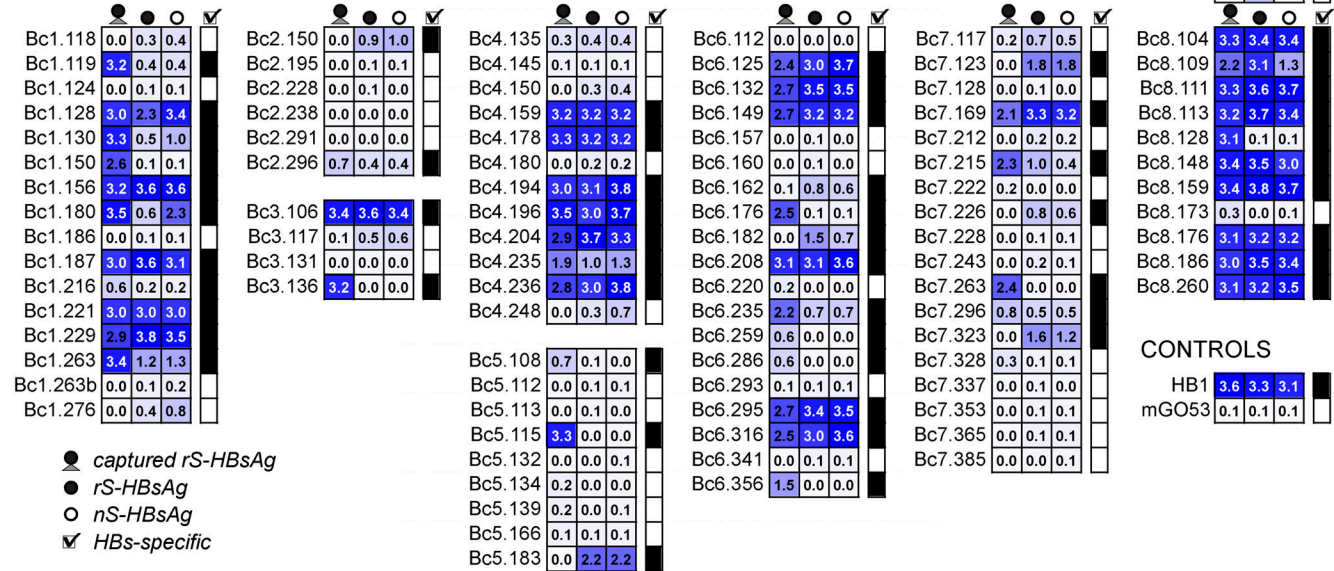 Bc1.118 0.0 0.3 0.4
Bc1.119 3.2 0.4 0.4
Bc1.124 0.0 0.1 0.1
Bc1.128 3.0 2.3 3.4
Bc1.130 3.3 0.5 1.0
Bc1.150 2.6 0.1 0.1
Bc1.156 3.2 3.6 3.6
Bc1.180 3.5 0.6 2.3
Bc1.186 0.0 0.1 0.1
Bc1.187 3.0 3.6 3.1
Bc1.216 0.6 0.2 0.2
Bc1.221 3.0 3.0 3.0
Bc1.229 2.9 3.8 3.5
Bc1.263 3.4 1.2 1.3
Bc1.263b 0.0 0.1 0.2
Bc1.276 0.0 0.4 0.8
captured rS-HBsAg
rS-HBsAg
nS-HBsAg
HBs-specific
Bc2.150 0.0 0.9 1.0
Bc2.195 0.0 0.1 0.1
Bc2.228 0.0 0.1 0.0
Bc2.238 0.0 0.0 0.0
Bc2.291 0.0 0.0 0.0
Bc2.296 0.7 0.4 0.4
Bc3.106 3.4 3.6 3.4
Bc3.117 0.1 0.5 0.6
Bc3.131 0.0 0.0 0.0
Bc3.136 3.2 0.0 0.0
Bc4.135 0.3 0.4 0.4
Bc4.145 0.1 0.1 0.1
Bc4.150 0.0 0.3 0.4
Bc4.159 3.2 3.2 3.2
Bc4.178 3.3 3.2 3.2
Bc4.180 0.0 0.2 0.2
Bc4.194 3.0 3.1 3.8
Bc4.196 3.5 3.0 3.7
Bc4.204 2.9 3.7 3.3
Bc4.235 1.9 1.0 1.3
Bc4.236 2.8 3.0 3.8
Bc4.248 0.0 0.3 0.7
Bc5.108 0.7 0.1 0.0
Bc5.112 0.0 0.1 0.1
Bc5.113 0.0 0.1 0.0
Bc5.115 3.3 0.0 0.0
Bc5.132 0.0 0.0 0.1
Bc5.134 0.2 0.0 0.0
Bc5.139 0.2 0.0 0.1
Bc5.166 0.1 0.1 0.1
Bc5.183 0.0 2.2 2.2
Bc6.112 0.0 0.0 0.0
Bc6.125 2.4 3.0 3.7
Bc6.132 2.7 3.5 3.5
Bc6.149 2.7 3.2 3.2
Bc6.157 0.0 0.1 0.0
Bc6.160 0.0 0.1 0.0
Bc6.162 0.1 0.8 0.6
Bc6.176 2.5 0.1 0.1
Bc6.182 0.0 1.5 0.7
Bc6.208 3.1 3.1 3.6
Bc6.220 0.2 0.0 0.0
Bc6.235 2.2 0.7 0.7
Bc6.259 0.6 0.0 0.0
Bc6.286 0.6 0.0 0.0
Bc6.293 0.1 0.1 0.1
Bc6.295 2.7 3.4 3.5
Bc6.316 2.5 3.0 3.6
Bc6.341 0.0 0.1 0.1
Bc6.356 1.5 0.0 0.0
Bc7.117 0.2 0.7 0.5
Bc7.123 0.0 1.8 1.8
Bc7.128 0.0 0.1 0.0
Bc7.169 2.1 3.3 3.2
Bc7.212 0.0 0.2 0.2
Bc7.215 2.3 1.0 0.4
Bc7.222 0.2 0.0 0.0
Bc7.226 0.0 0.8 0.6
Bc7.228 0.0 0.1 0.1
Bc7.243 0.0 0.2 0.1
Bc7.263 2.4 0.0 0.0
Bc7.296 0.8 0.5 0.5
Bc7.323 0.0 1.6 1.2
Bc7.328 0.3 0.1 0.1
Bc7.337 0.0 0.1 0.0
Bc7.353 0.0 0.1 0.1
Bc7.365 0.0 0.1 0.1
Bc7.385 0.0 0.0 0.1
Bc8.104 3.3 3.4 3.4
Bc8.109 2.2 3.1 1.3
Bc8.111 3.3 3.6 3.7
Bc8.113 3.2 3.7 3.4
Bc8.128 3.1 0.1 0.1
Bc8.148 3.4 3.5 3.0
Bc8.159 3.4 3.8 3.7
Bc8.173 0.3 0.0 0.1
Bc8.176 3.1 3.2 3.2
Bc8.186 3.0 3.5 3.4
Bc8.260 3.1 3.2 3.5
CONTROLS
HB1 3.6 3.3 3.1
mGO53 0.1 0.1 0.1